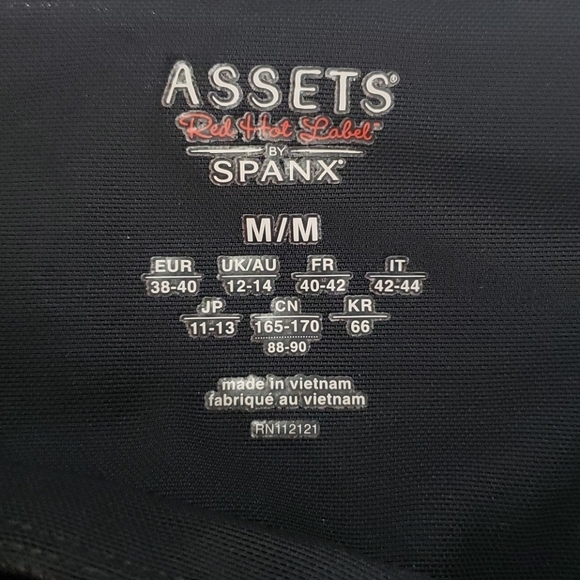 ASSETS®
Red Hot Label™
BY
SPANX®
M/M
EUR UK/AU FR IT
38-40 12-14 40-42 42-44
JP CN KR
11-13 165-170 66
88-90
made in vietnam
fabriqué au vietnam
RN112121